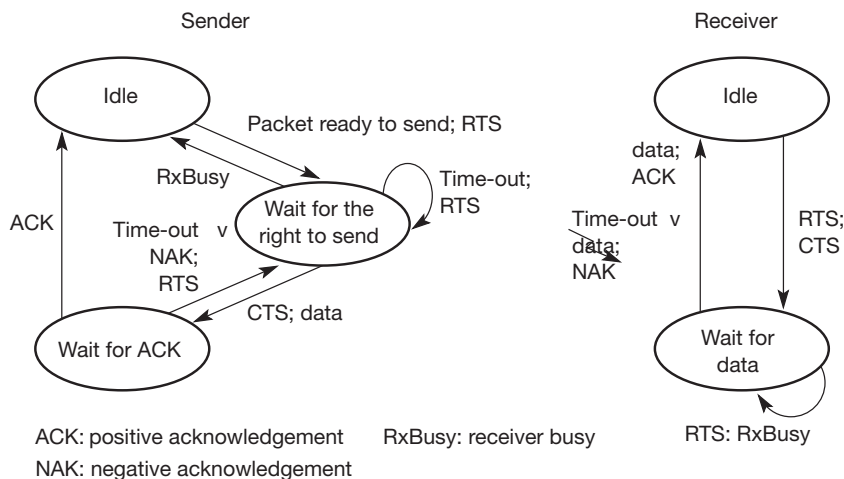 Sender
Receiver
Idle
Packet ready to send; RTS
RxBusy
Time-out;
RTS
Wait for the
right to send
ACK
Time-out v
NAK;
RTS
CTS; data
Wait for ACK
Idle
data;
ACK
Time-out v
data;
NAK
RTS;
CTS
Wait for
data
RTS: RxBusy
ACK: positive acknowledgement
RxBusy: receiver busy
NAK: negative acknowledgement